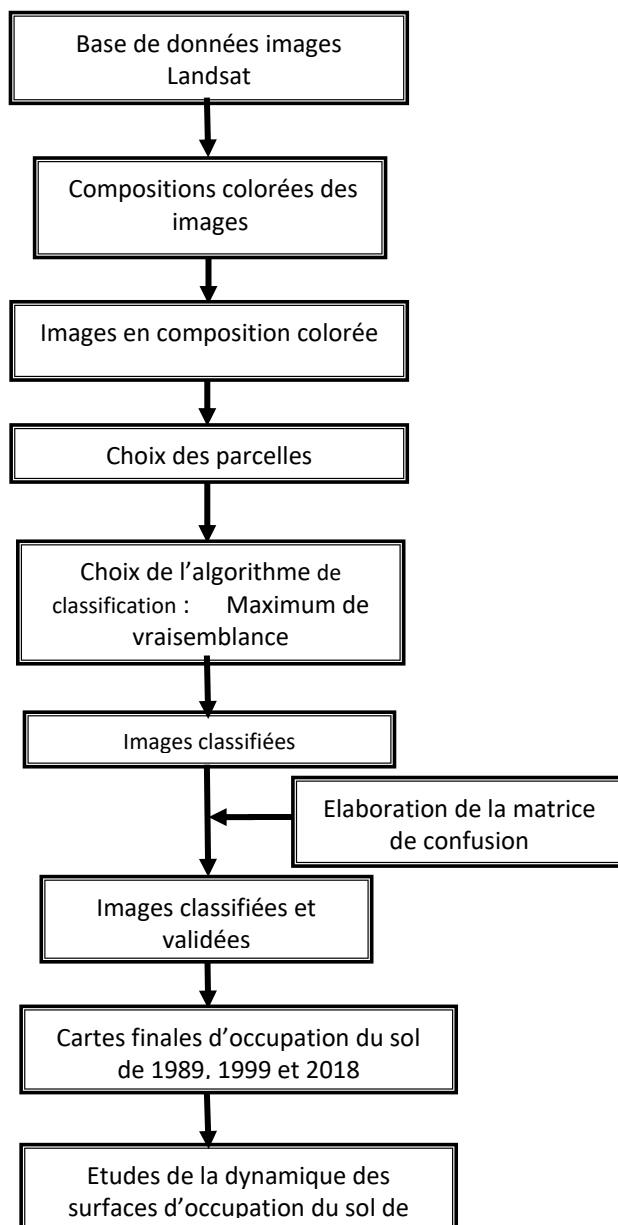 Base de données images
Landsat
Compositions colorées des
images
Images en composition colorée
Choix des parcelles
Choix de l’algorithme de
classification : Maximum de
vraisemblance
Images classifiées
Elaboration de la matrice
de confusion
Images classifiées et
validées
Cartes finales d’occupation du sol
de 1989, 1999 et 2018
Etudes de la dynamique des
surfaces d’occupation du sol de